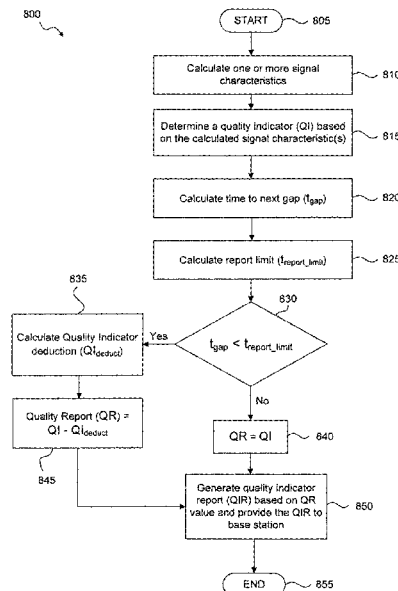 800
START
805
Calculate one or more signal
characteristics
810
Determine a quality indicator (QI) based
on the calculated signal characteristic(s)
815
Calculate time to next gap (tgap)
820
Calculate report limit (treport_limit)
825
835
830
Calculate Quality Indicator
deduction (QIdeduct)
Yes
tgap < treport_limit
No
Quality Report (QR) =
QI - QIdeduct
845
QR = QI
840
Generate quality indicator
report (QIR) based on QR
value and provide the QIR to
base station
850
END
855